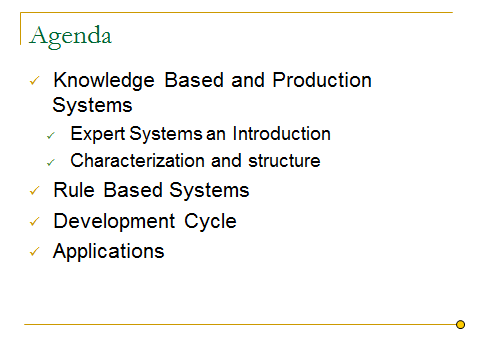 Agenda
Knowledge Based and Production
Systems
Expert Systems an Introduction
Characterization and structure
Rule Based Systems
Development Cycle
Applications